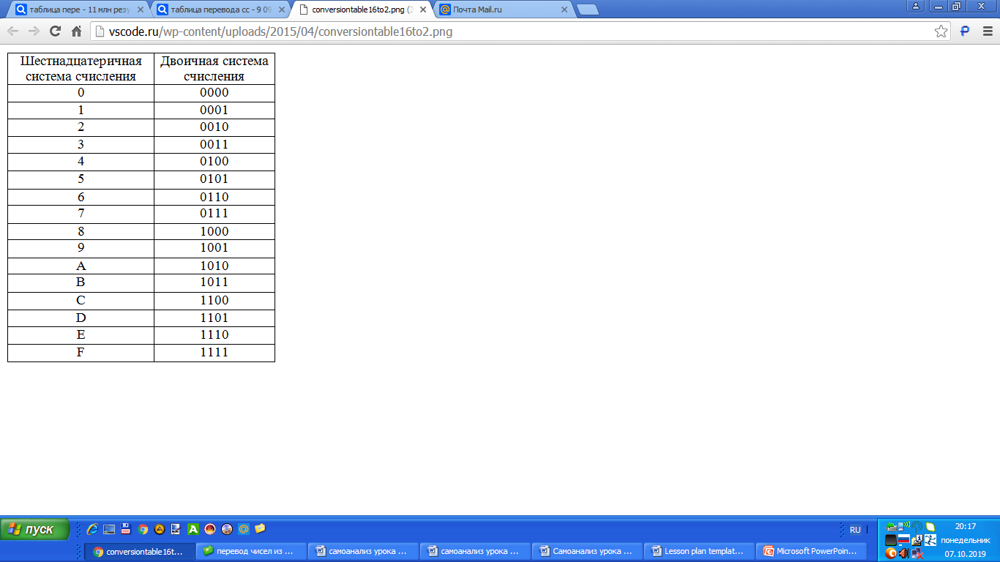 таблица пере - 11 млн резу
таблица перевода сс - 9 09
conversiontable16to2.png (3
Почта Mail.ru
vscode.ru/wp-content/uploads/2015/04/conversiontable16to2.png
Шестнадцатеричная система счисления Двоичная система счисления
0 0000
1 0001
2 0010
3 0011
4 0100
5 0101
6 0110
7 0111
8 1000
9 1001
A 1010
B 1011
C 1100
D 1101
E 1110
F 1111
пуск
RU
20:17
понедельник
07.10.2019
conversiontable16t...
перевод чисел из ...
самоанализ урока ...
самоанализ урока ...
Самоанализ урока ...
Lesson plan templat...
Microsoft PowerPoin...